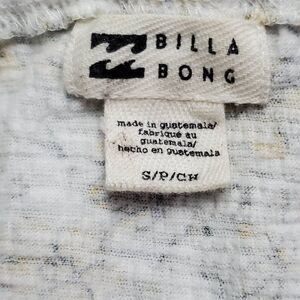 BILLA
BONG
made in guatemala/
fabriqué au
guatemala/
hecho en guatemala
S/P/CH